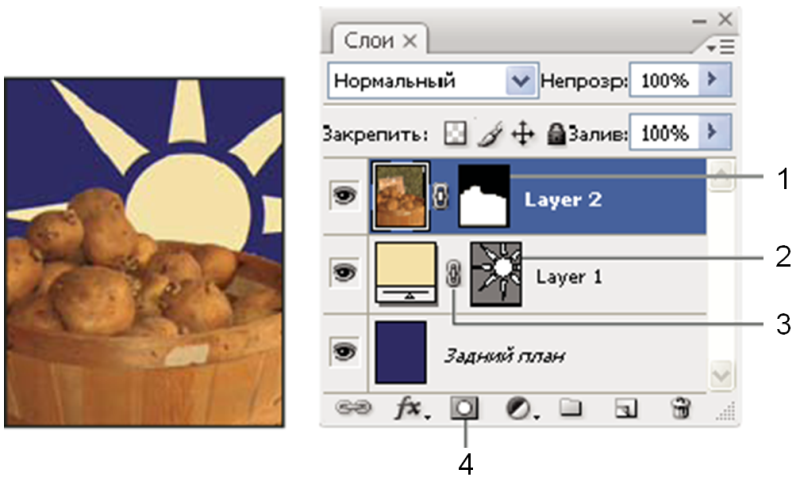 Слои ×
Нормальный Непрозр: 100%
Закрепить: Залив: 100%
Layer 2 1
Layer 1 2
3
Задний план
fx
4